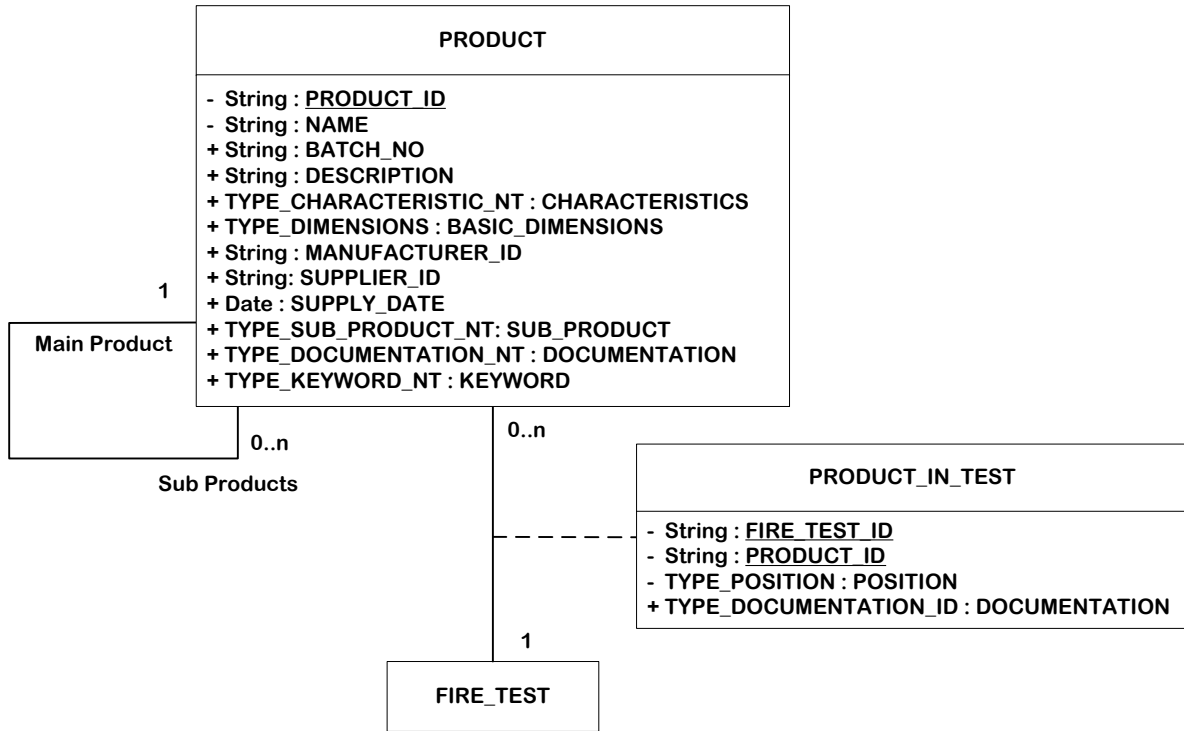 PRODUCT
- String : PRODUCT_ID
- String : NAME
+ String : BATCH_NO
+ String : DESCRIPTION
+ TYPE_CHARACTERISTIC_NT : CHARACTERISTICS
+ TYPE_DIMENSIONS : BASIC_DIMENSIONS
+ String : MANUFACTURER_ID
+ String: SUPPLIER_ID
+ Date : SUPPLY_DATE
+ TYPE_SUB_PRODUCT_NT: SUB_PRODUCT
+ TYPE_DOCUMENTATION_NT : DOCUMENTATION
+ TYPE_KEYWORD_NT : KEYWORD
1
Main Product
0..n
Sub Products
0..n
PRODUCT_IN_TEST
- String : FIRE_TEST_ID
- String : PRODUCT_ID
- TYPE_POSITION : POSITION
+ TYPE_DOCUMENTATION_ID : DOCUMENTATION
1
FIRE_TEST